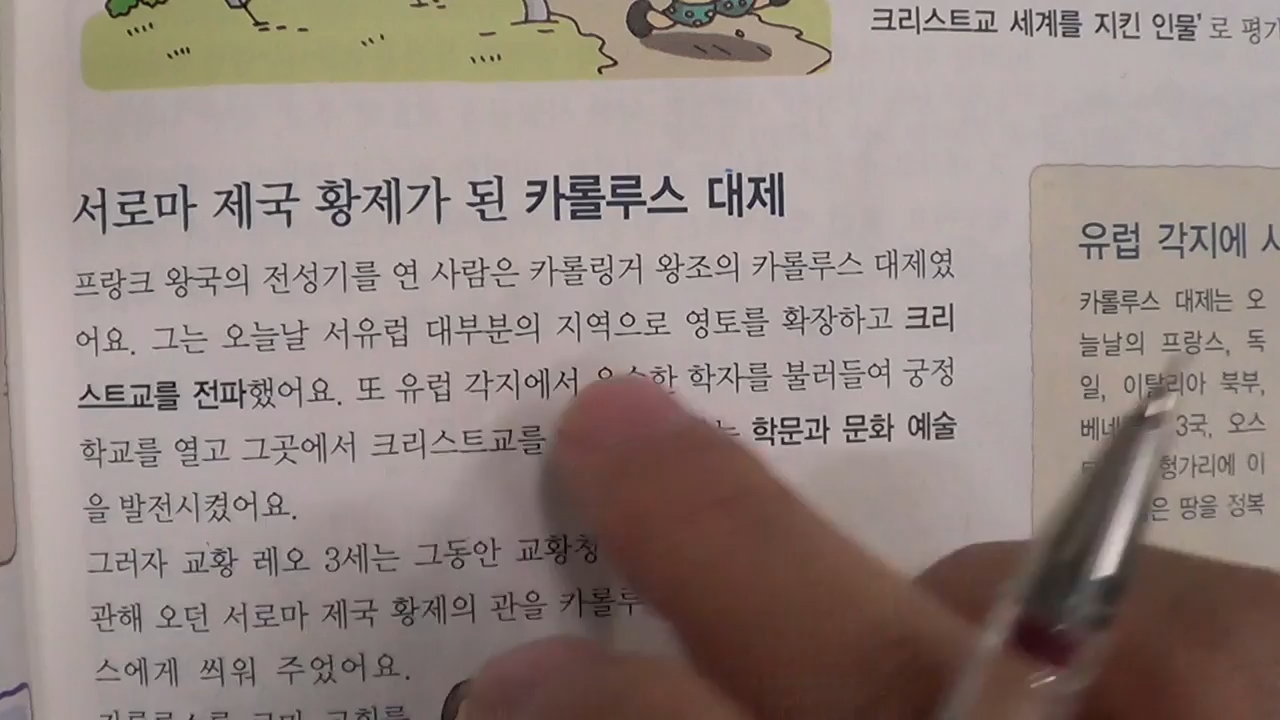 크리스트교 세계를 지킨 인물' 로 평가
서로마 제국 황제가 된 카롤루스 대제
프랑크 왕국의 전성기를 연 사람은 카롤링거 왕조의 카롤루스 대제였
어요. 그는 오늘날 서유럽 대부분의 지역으로 영토를 확장하고 크리
스트교를 전파했어요. 또 유럽 각지에서 학자를 불러들여 궁정
학교를 열고 그곳에서 크리스트교를 학문과 문화 예술
을 발전시켰어요.
그러자 교황 레오 3세는 그동안 교황청
관해 오던 서로마 제국 황제의 관을 카롤루
스에게 씌워 주었어요.
유럽 각지에
카롤루스 대제는 오
늘날의 프랑스, 독
일, 이탈리아 북부,
3국, 오스
헝가리에 이
땅을 정복